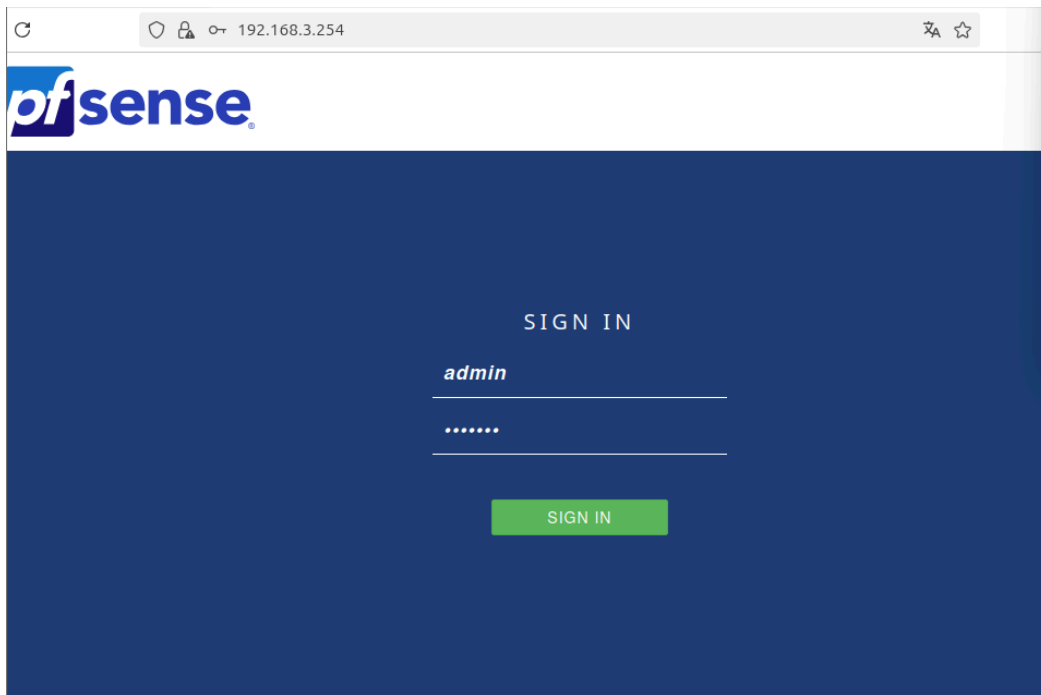 192.168.3.254
pfsense®
SIGN IN
admin
•••••••
SIGN IN